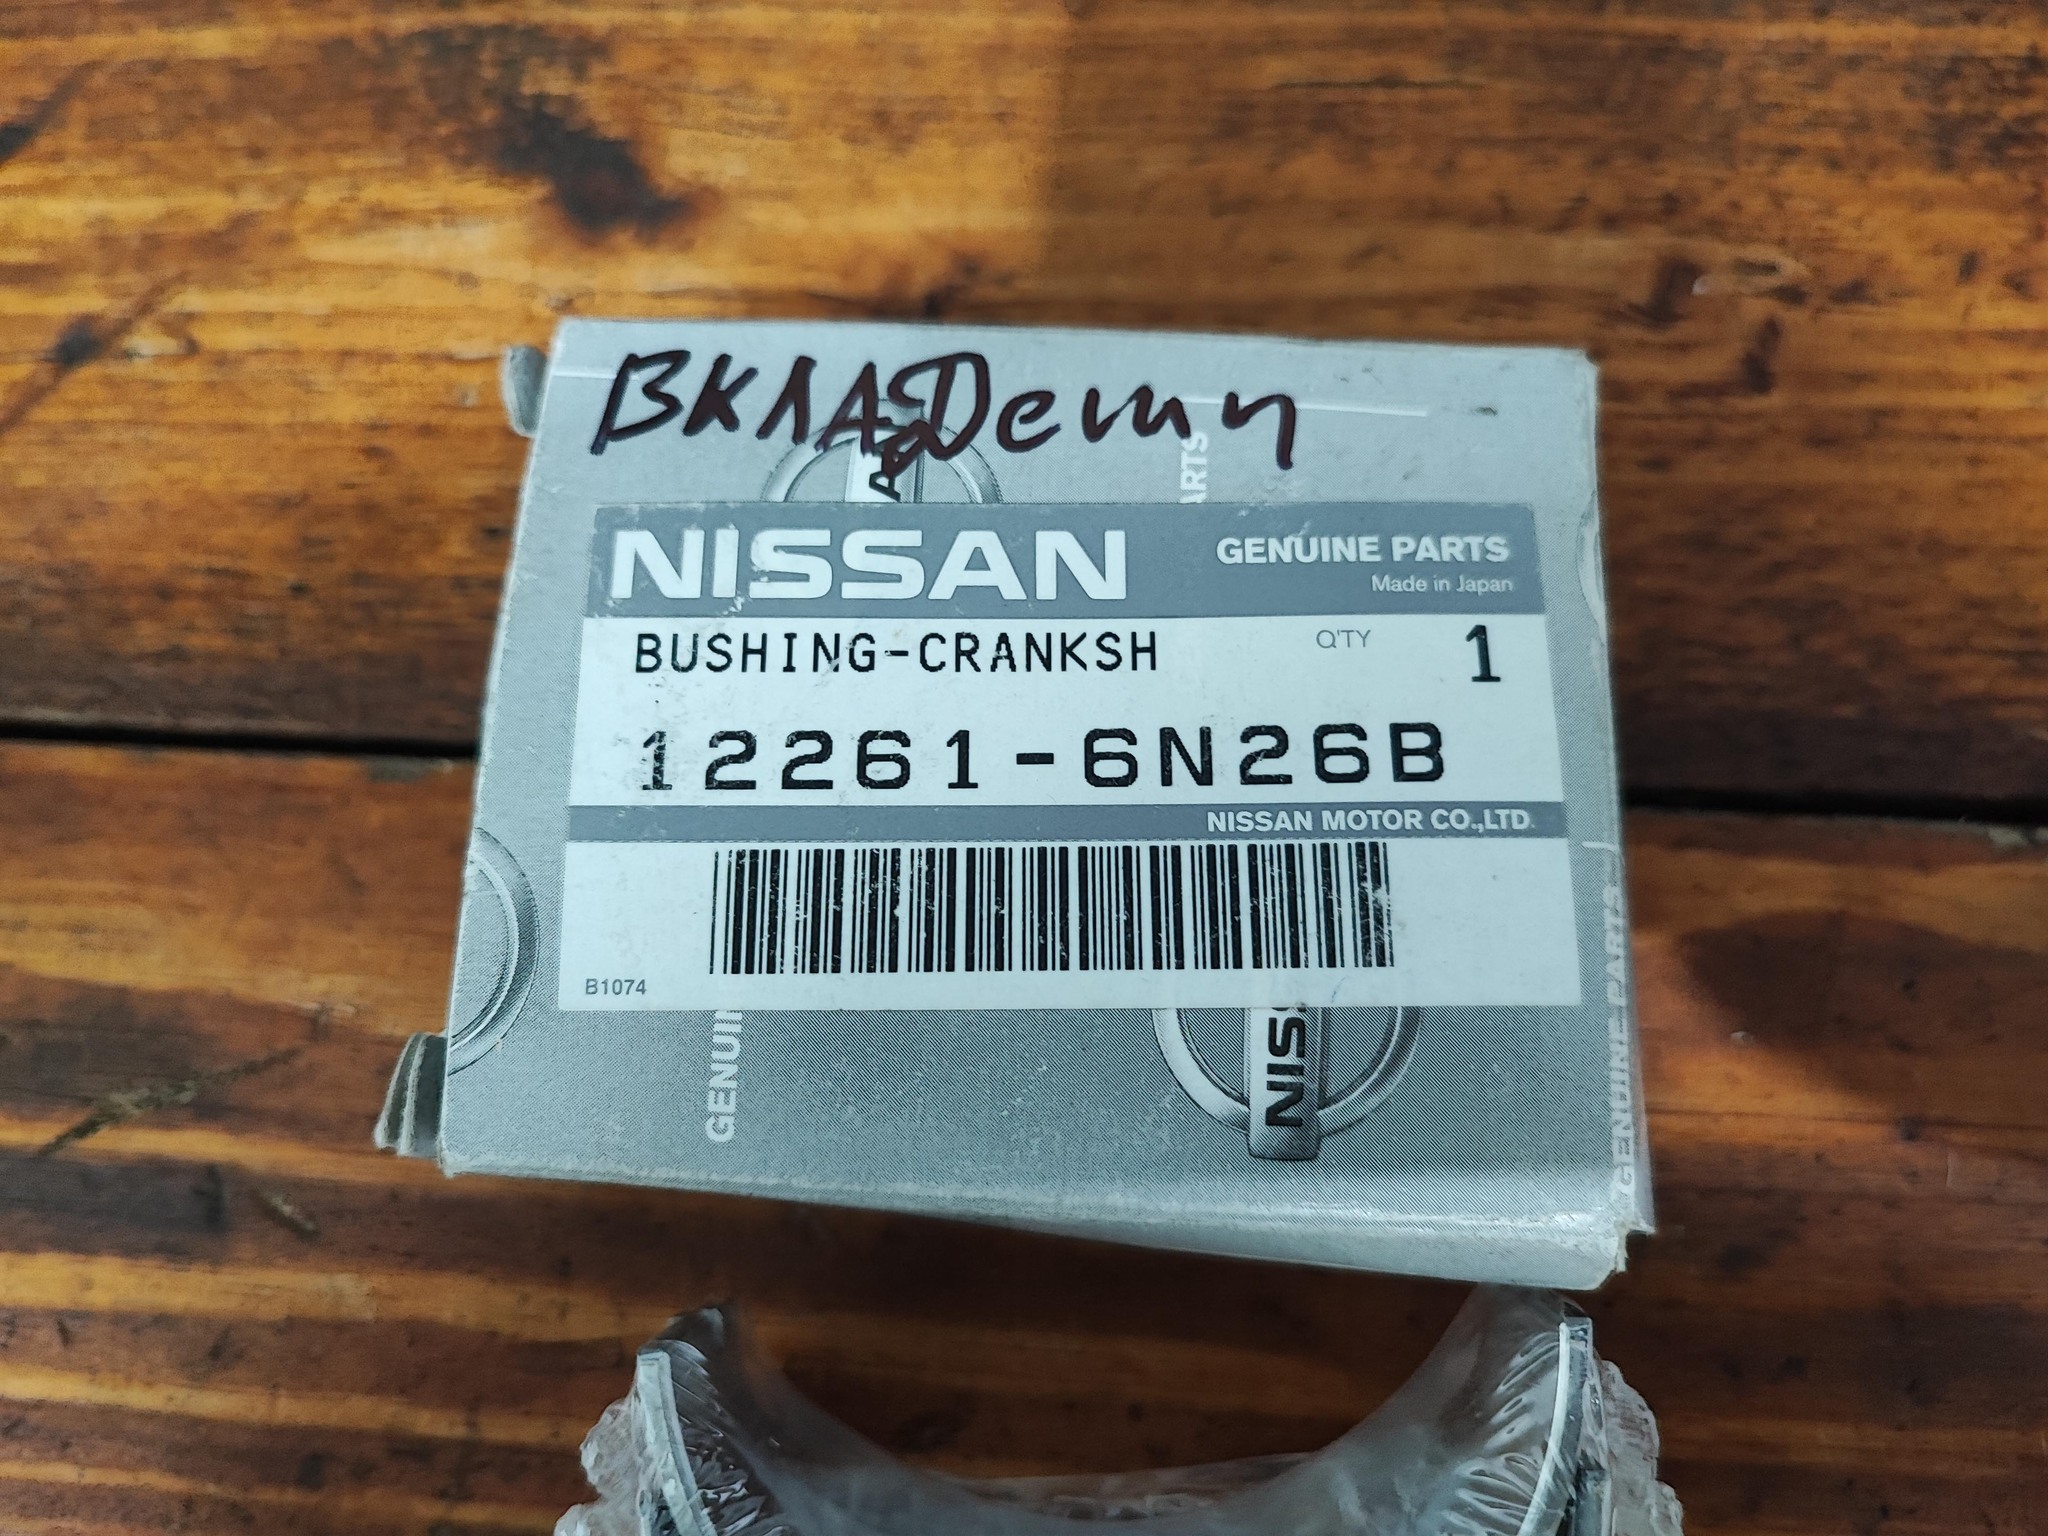 ВКЛАДЕШИ
NISSAN
GENUINE PARTS
Made in Japan
BUSHING-CRANKSH
Q'TY 1
12261-6N26B
NISSAN MOTOR CO.,LTD.
B1074
GENUINE PARTS